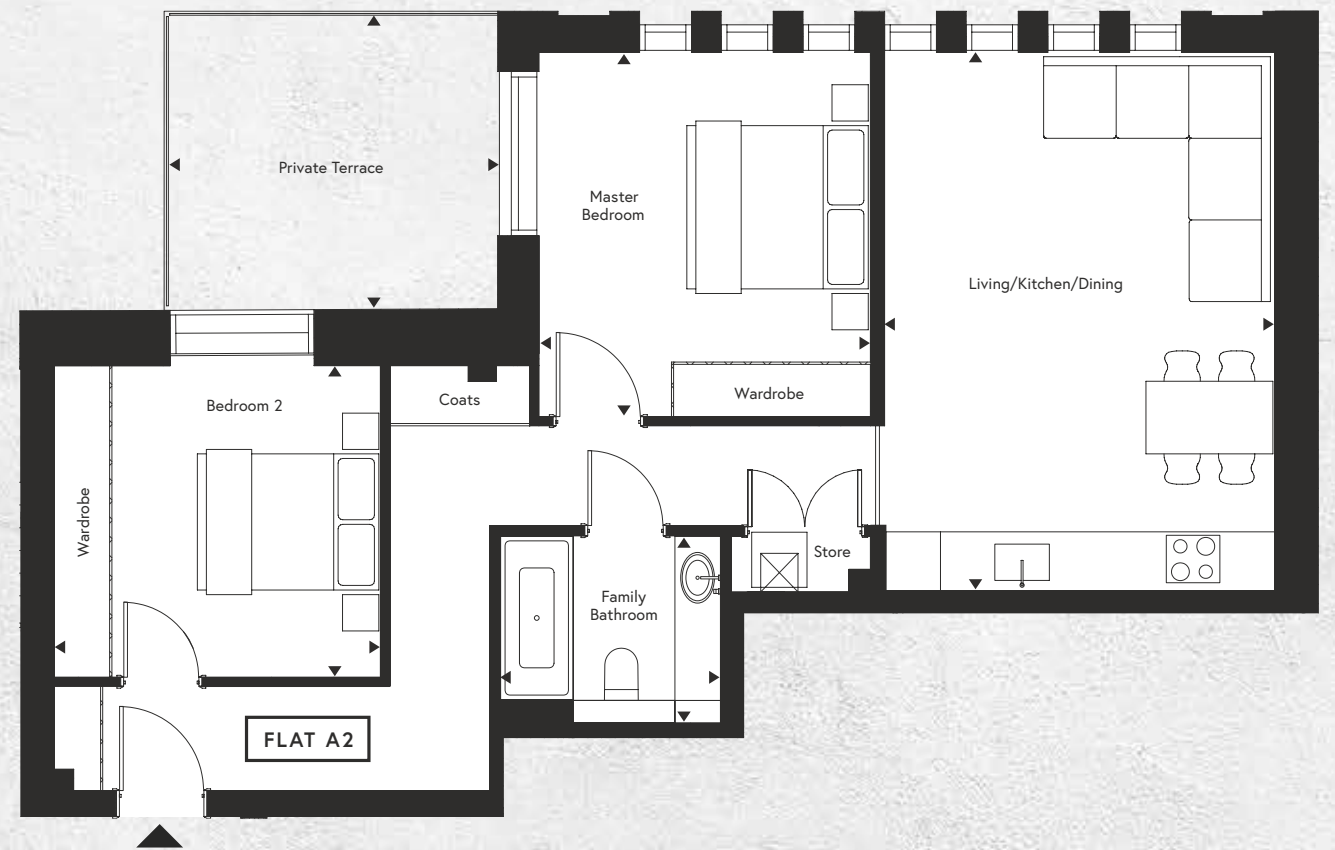 Private Terrace
Master
Bedroom
Living/Kitchen/Dining
Wardrobe
Coats
Bedroom 2
Wardrobe
Store
Family
Bathroom
FLAT A2